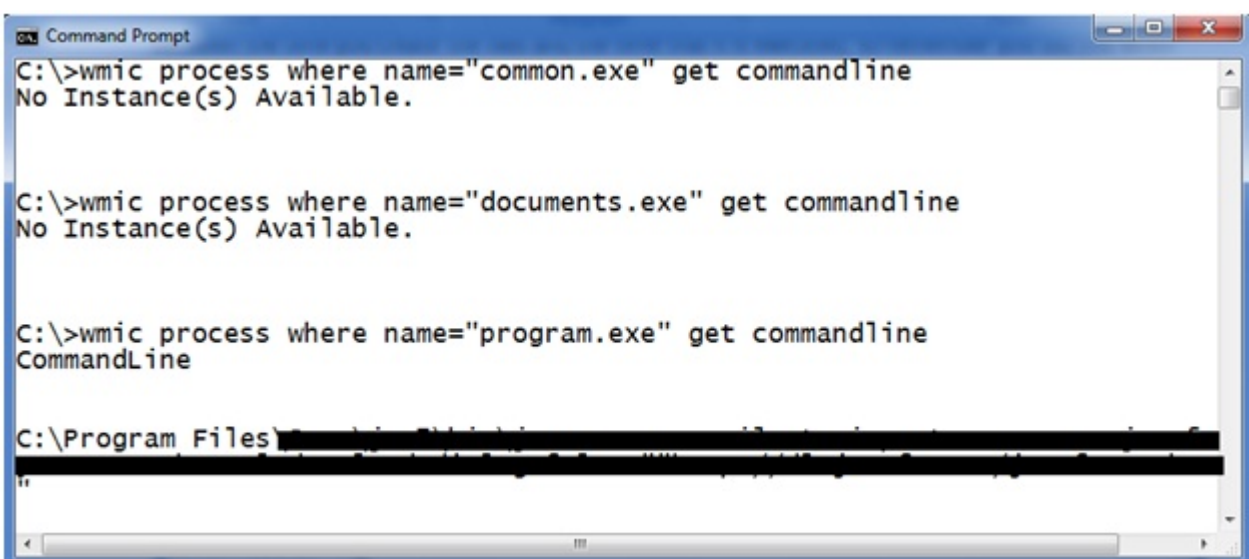 Command Prompt
C:\>wmic process where name="common.exe" get commandline
No Instance(s) Available.
C:\>wmic process where name="documents.exe" get commandline
No Instance(s) Available.
C:\>wmic process where name="program.exe" get commandline
CommandLine
C:\Program Files\
"